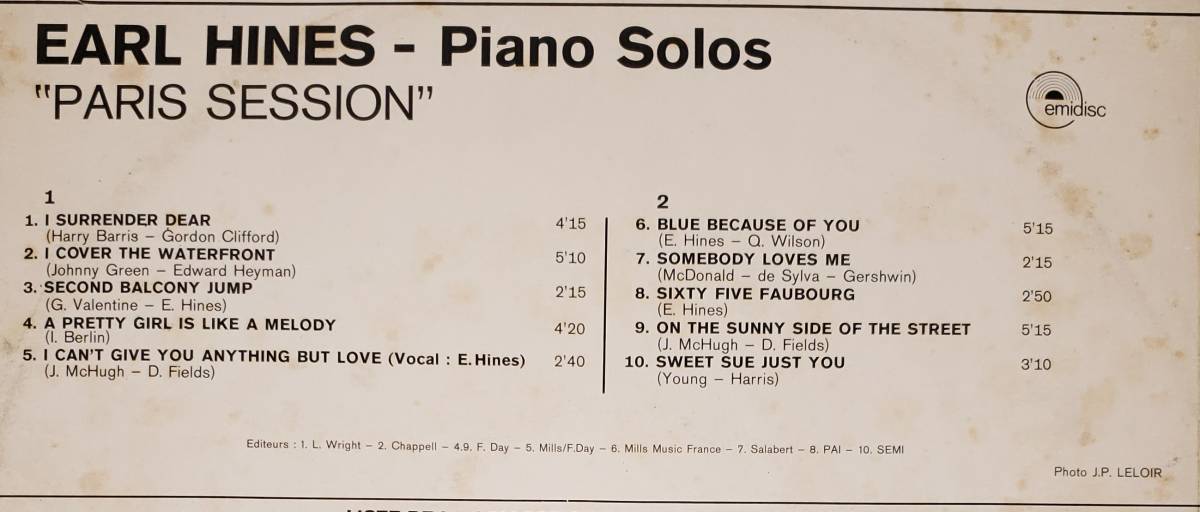 EARL HINES - Piano Solos
"PARIS SESSION"
emidisc
1
1. I SURRENDER DEAR 4'15
(Harry Barris – Gordon Clifford)
2. I COVER THE WATERFRONT 5'10
(Johnny Green – Edward Heyman)
3. SECOND BALCONY JUMP 2'15
(G. Valentine – E. Hines)
4. A PRETTY GIRL IS LIKE A MELODY 4'20
(I. Berlin)
5. I CAN'T GIVE YOU ANYTHING BUT LOVE (Vocal : E.Hines) 2'40
(J. McHugh – D. Fields)
2
6. BLUE BECAUSE OF YOU 5'15
(E. Hines – Q. Wilson)
7. SOMEBODY LOVES ME 2'15
(McDonald – de Sylva – Gershwin)
8. SIXTY FIVE FAUBOURG 2'50
(E. Hines)
9. ON THE SUNNY SIDE OF THE STREET 5'15
(J. McHugh – D. Fields)
10. SWEET SUE JUST YOU 3'10
(Young – Harris)
Editeurs : 1. L. Wright – 2. Chappell – 4.9. F. Day – 5. Mills/F.Day – 6. Mills Music France – 7. Salabert – 8. PAI – 10. SEMI
Photo J.P. LELOIR